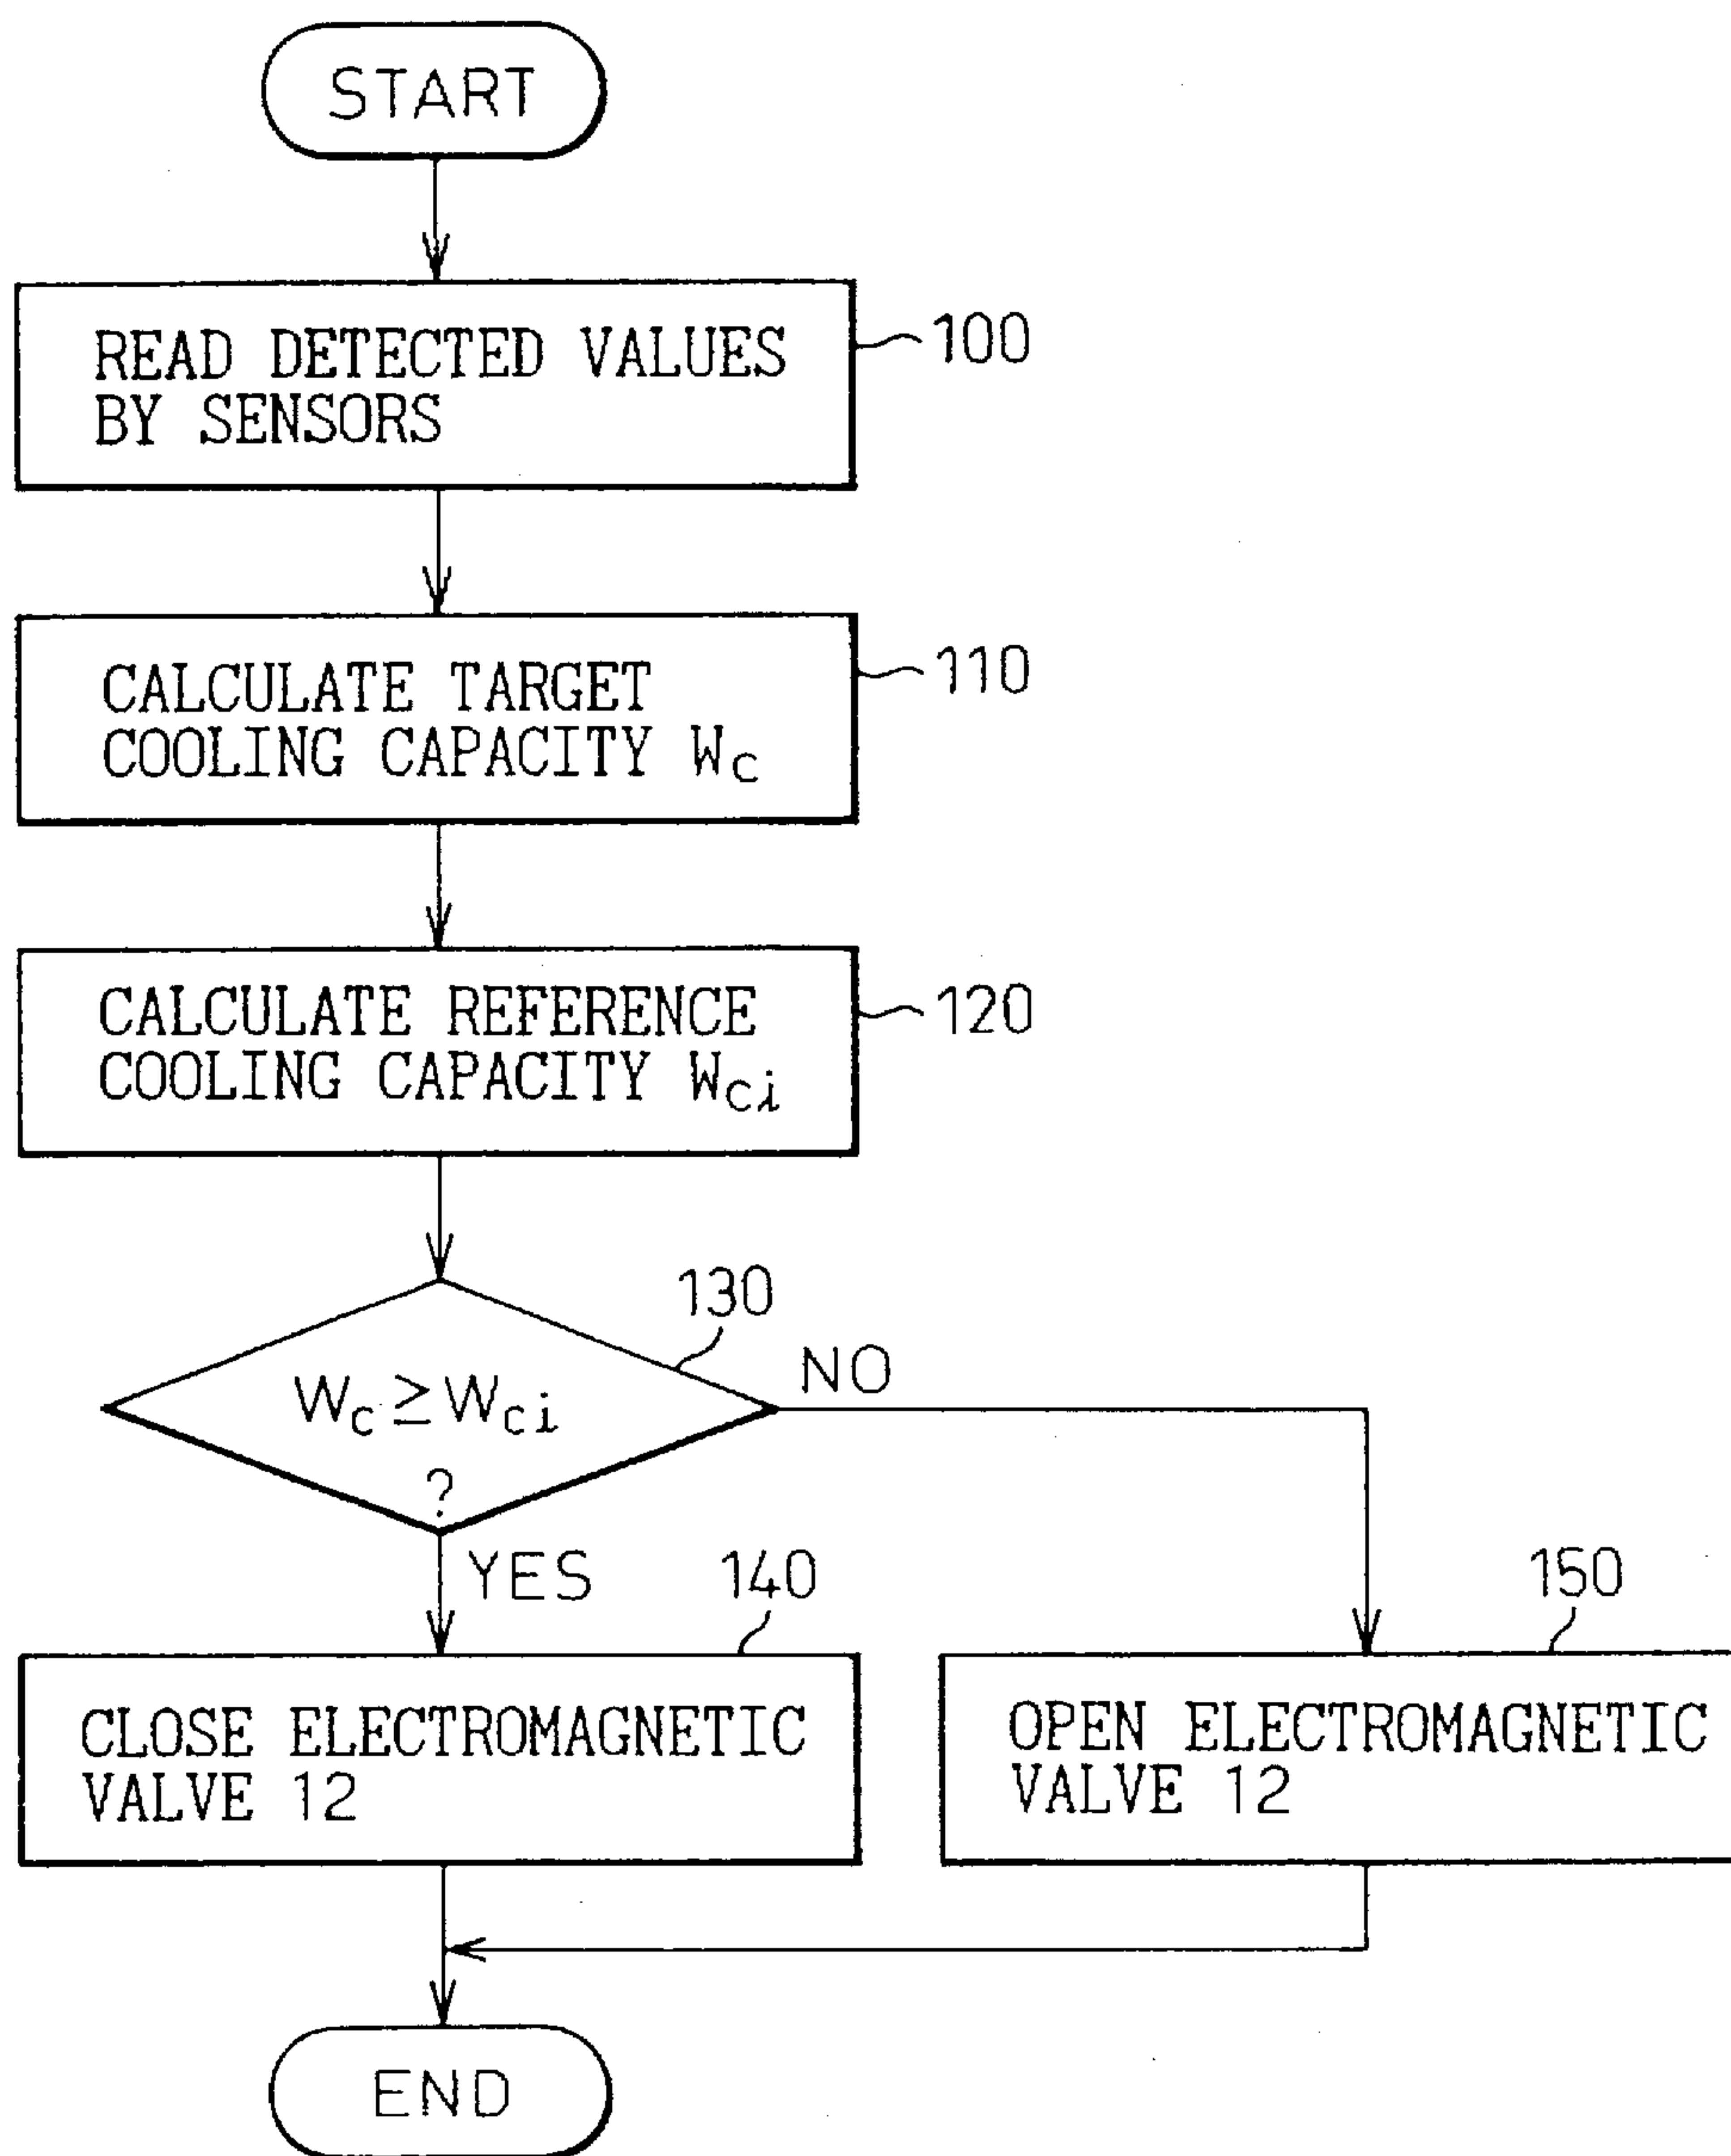 START
READ DETECTED VALUES
BY SENSORS
100
CALCULATE TARGET
COOLING CAPACITY Wc
110
CALCULATE REFERENCE
COOLING CAPACITY Wci
120
130
Wc ≥ Wci
?
NO
YES
140
150
CLOSE ELECTROMAGNETIC
VALVE 12
OPEN ELECTROMAGNETIC
VALVE 12
END